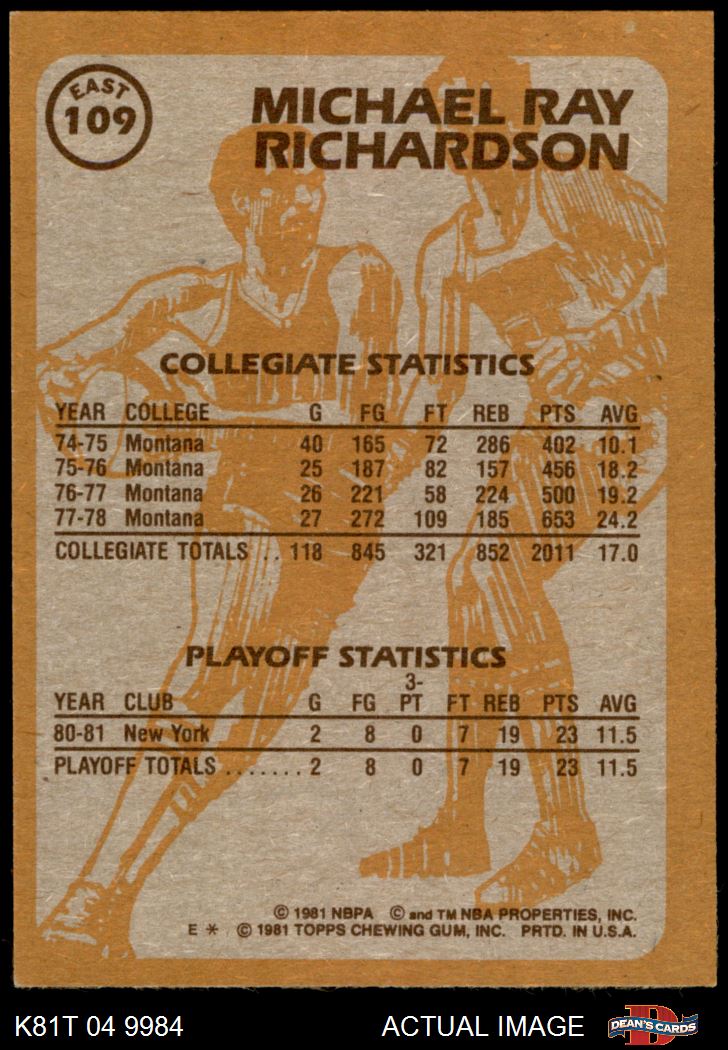 EAST
109
MICHAEL RAY
RICHARDSON
COLLEGIATE STATISTICS
YEAR COLLEGE G FG FT REB PTS AVG
74-75 Montana 40 165 72 286 402 10.1
75-76 Montana 25 187 82 157 456 18.2
76-77 Montana 26 221 58 224 500 19.2
77-78 Montana 27 272 109 185 653 24.2
COLLEGIATE TOTALS .. 118 845 321 852 2011 17.0
PLAYOFF STATISTICS
3-
YEAR CLUB G FG PT FT REB PTS AVG
80-81 New York 2 8 0 7 19 23 11.5
PLAYOFF TOTALS ....... 2 8 0 7 19 23 11.5
© 1981 NBPA © and TM NBA PROPERTIES, INC.
E * © 1981 TOPPS CHEWING GUM, INC. PRTD. IN U.S.A.
K81T 04 9984 ACTUAL IMAGE D DEAN'S CARDS